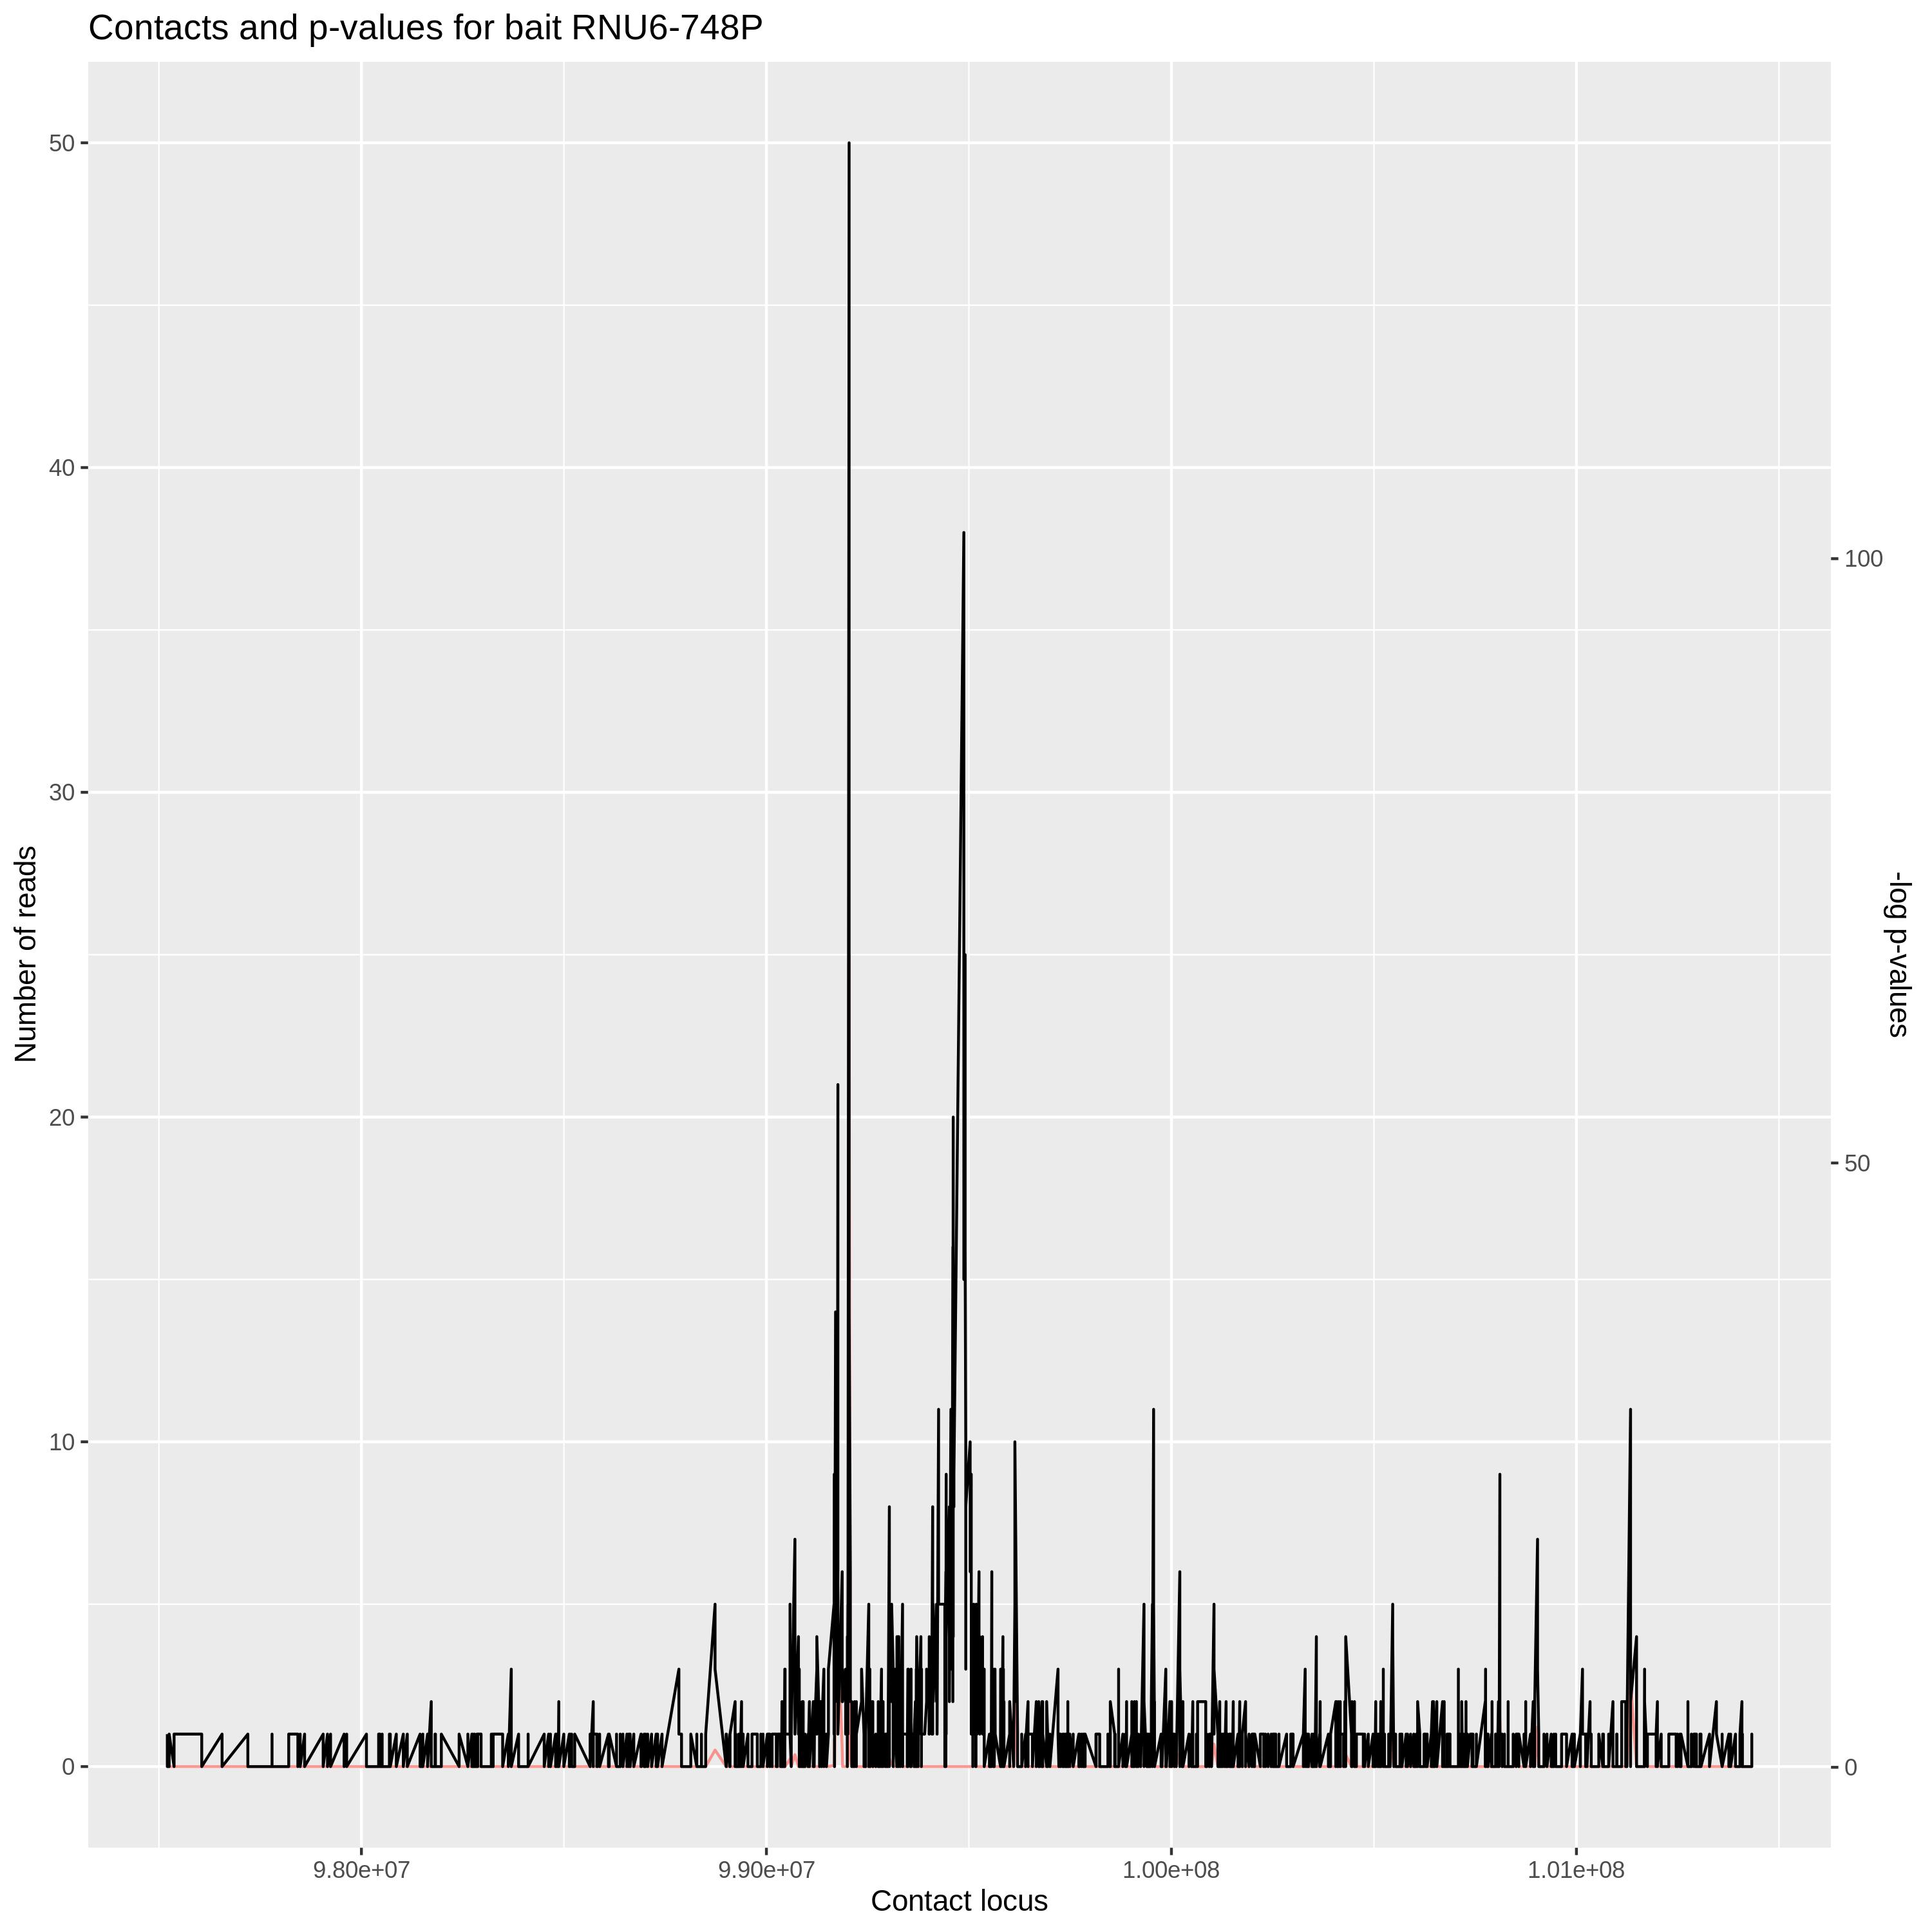 Contacts and p-values for bait RNU6-748P
50
40
30
20
10
0
Number of reads
100
50
0
-log p-values
9.80e+07
9.90e+07
1.00e+08
1.01e+08
Contact locus